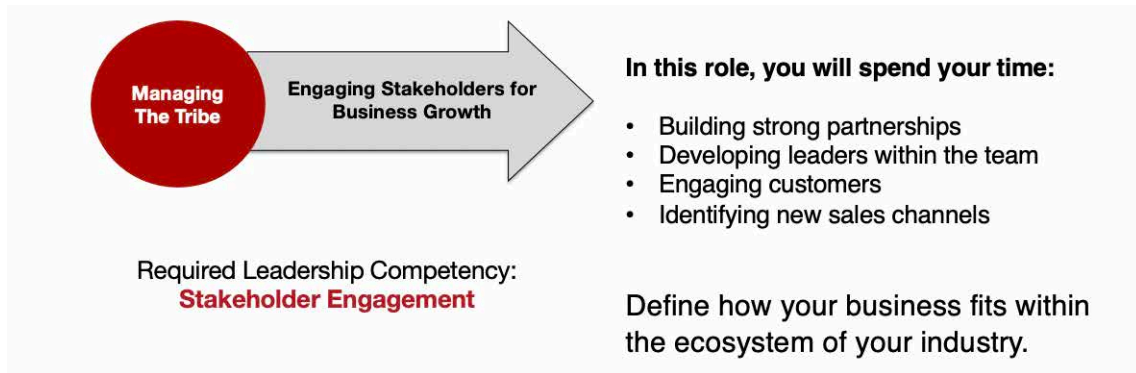 Managing
The Tribe
Engaging Stakeholders for
Business Growth
Required Leadership Competency:
Stakeholder Engagement
In this role, you will spend your time:
• Building strong partnerships
• Developing leaders within the team
• Engaging customers
• Identifying new sales channels
Define how your business fits within
the ecosystem of your industry.